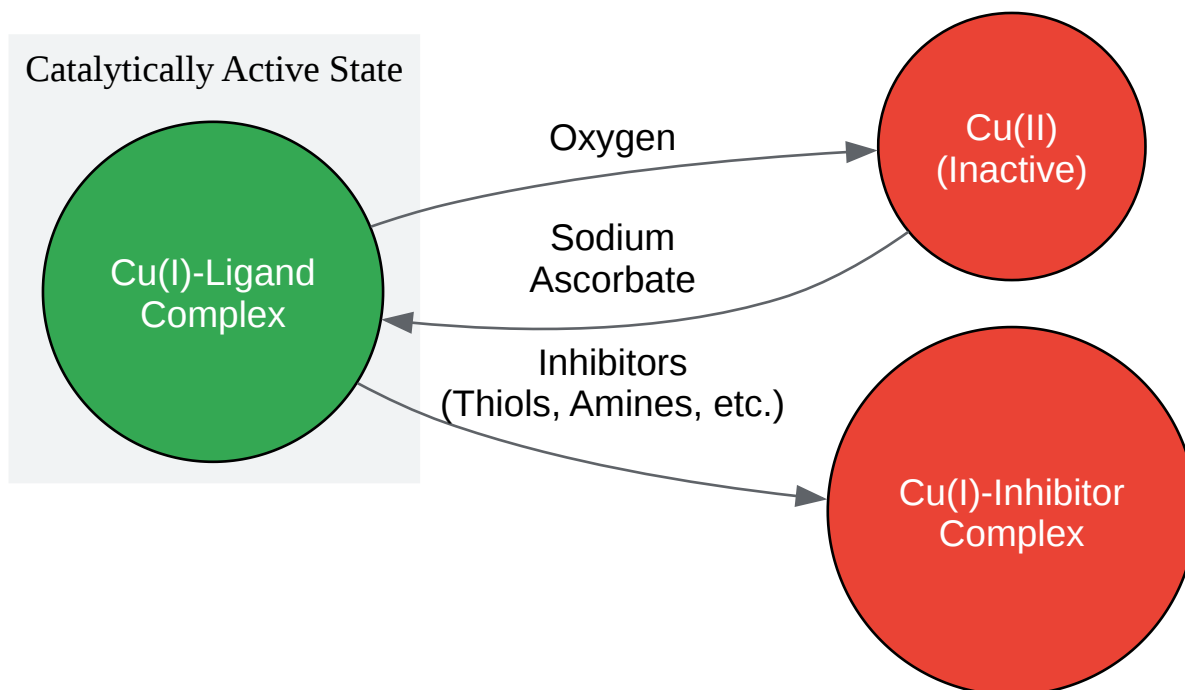 Catalytically Active State
Cu(I)-Ligand
Complex
Oxygen
Sodium
Ascorbate
Inhibitors
(Thiols, Amines, etc.)
Cu(II)
(Inactive)
Cu(I)-Inhibitor
Complex